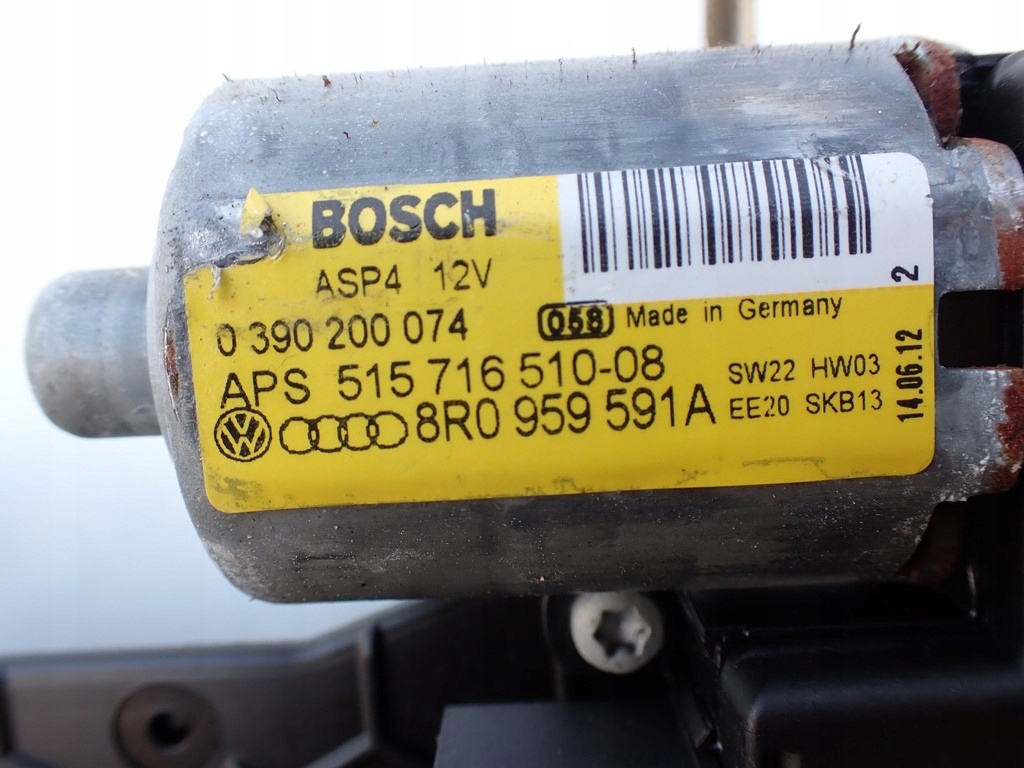 BOSCH
ASP4 12V
0 390 200 074
058 Made in Germany
APS 515 716 510-08
8R0 959 591A
SW22 HW03
EE20 SKB13
14.06.12 2